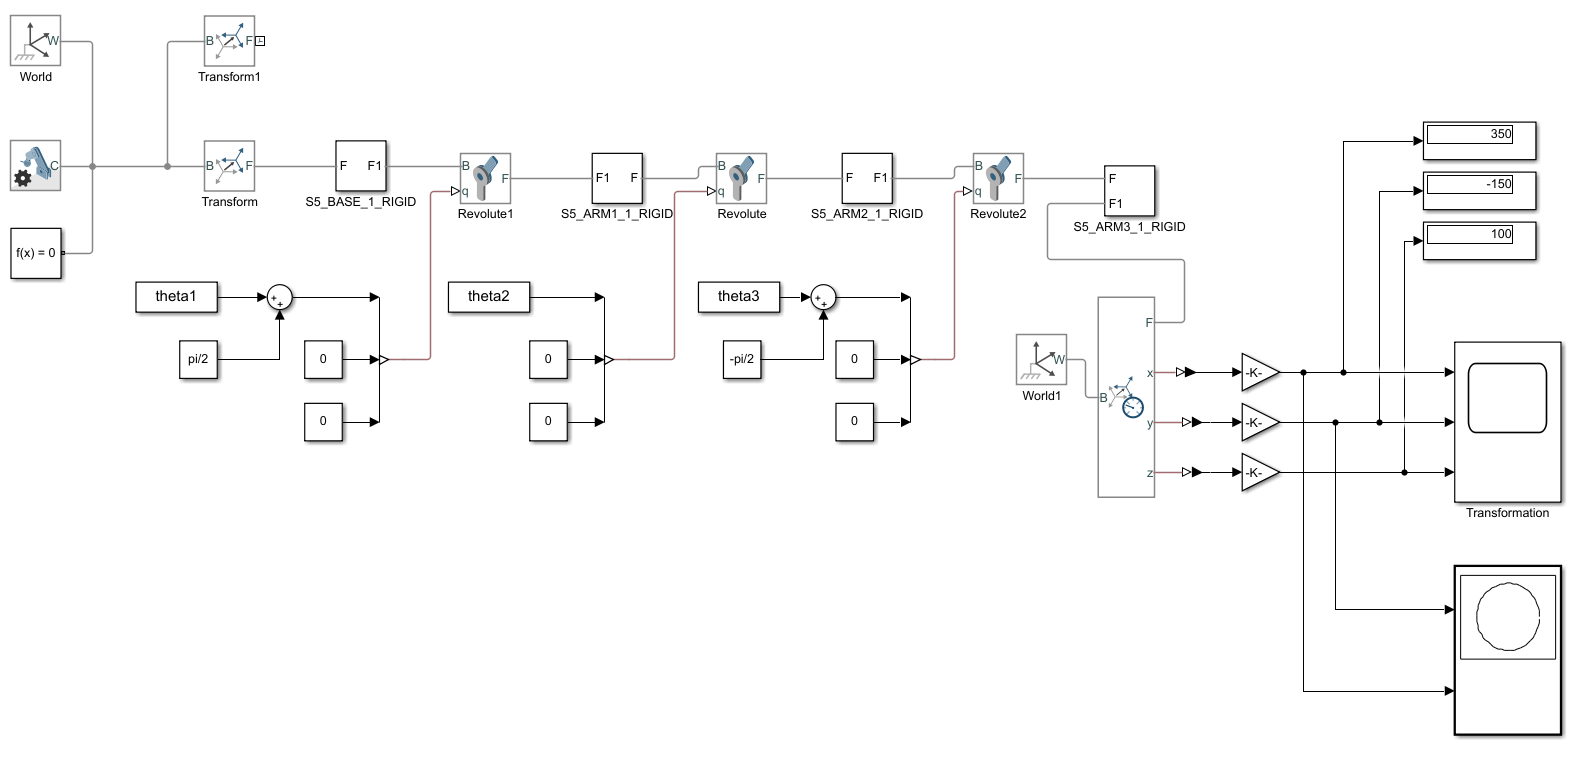 W
World
B
F
Transform1
C
B
F
Transform
F
F1
S5_BASE_1_RIGID
B
q
F
Revolute1
F1
F
S5_ARM1_1_RIGID
B
q
F
Revolute
F
F1
S5_ARM2_1_RIGID
B
q
F
Revolute2
F
F1
S5_ARM3_1_RIGID
350
-150
100
f(x) = 0
theta1
++
pi/2
0
0
theta2
0
0
theta3
++
-pi/2
0
0
W
World1
B
F
x
y
z
-K-
-K-
-K-
Transformation